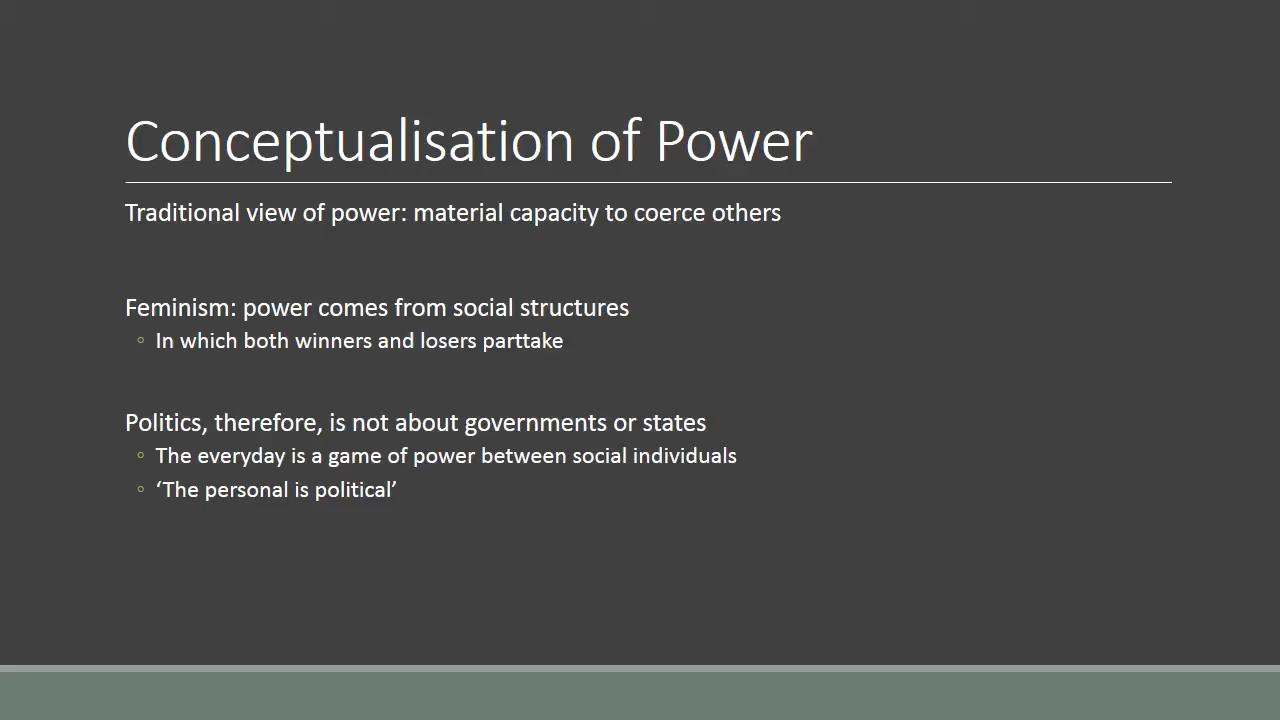 Conceptualisation of Power
Traditional view of power: material capacity to coerce others
Feminism: power comes from social structures
◦ In which both winners and losers parttake
Politics, therefore, is not about governments or states
◦ The everyday is a game of power between social individuals
◦ ‘The personal is political’